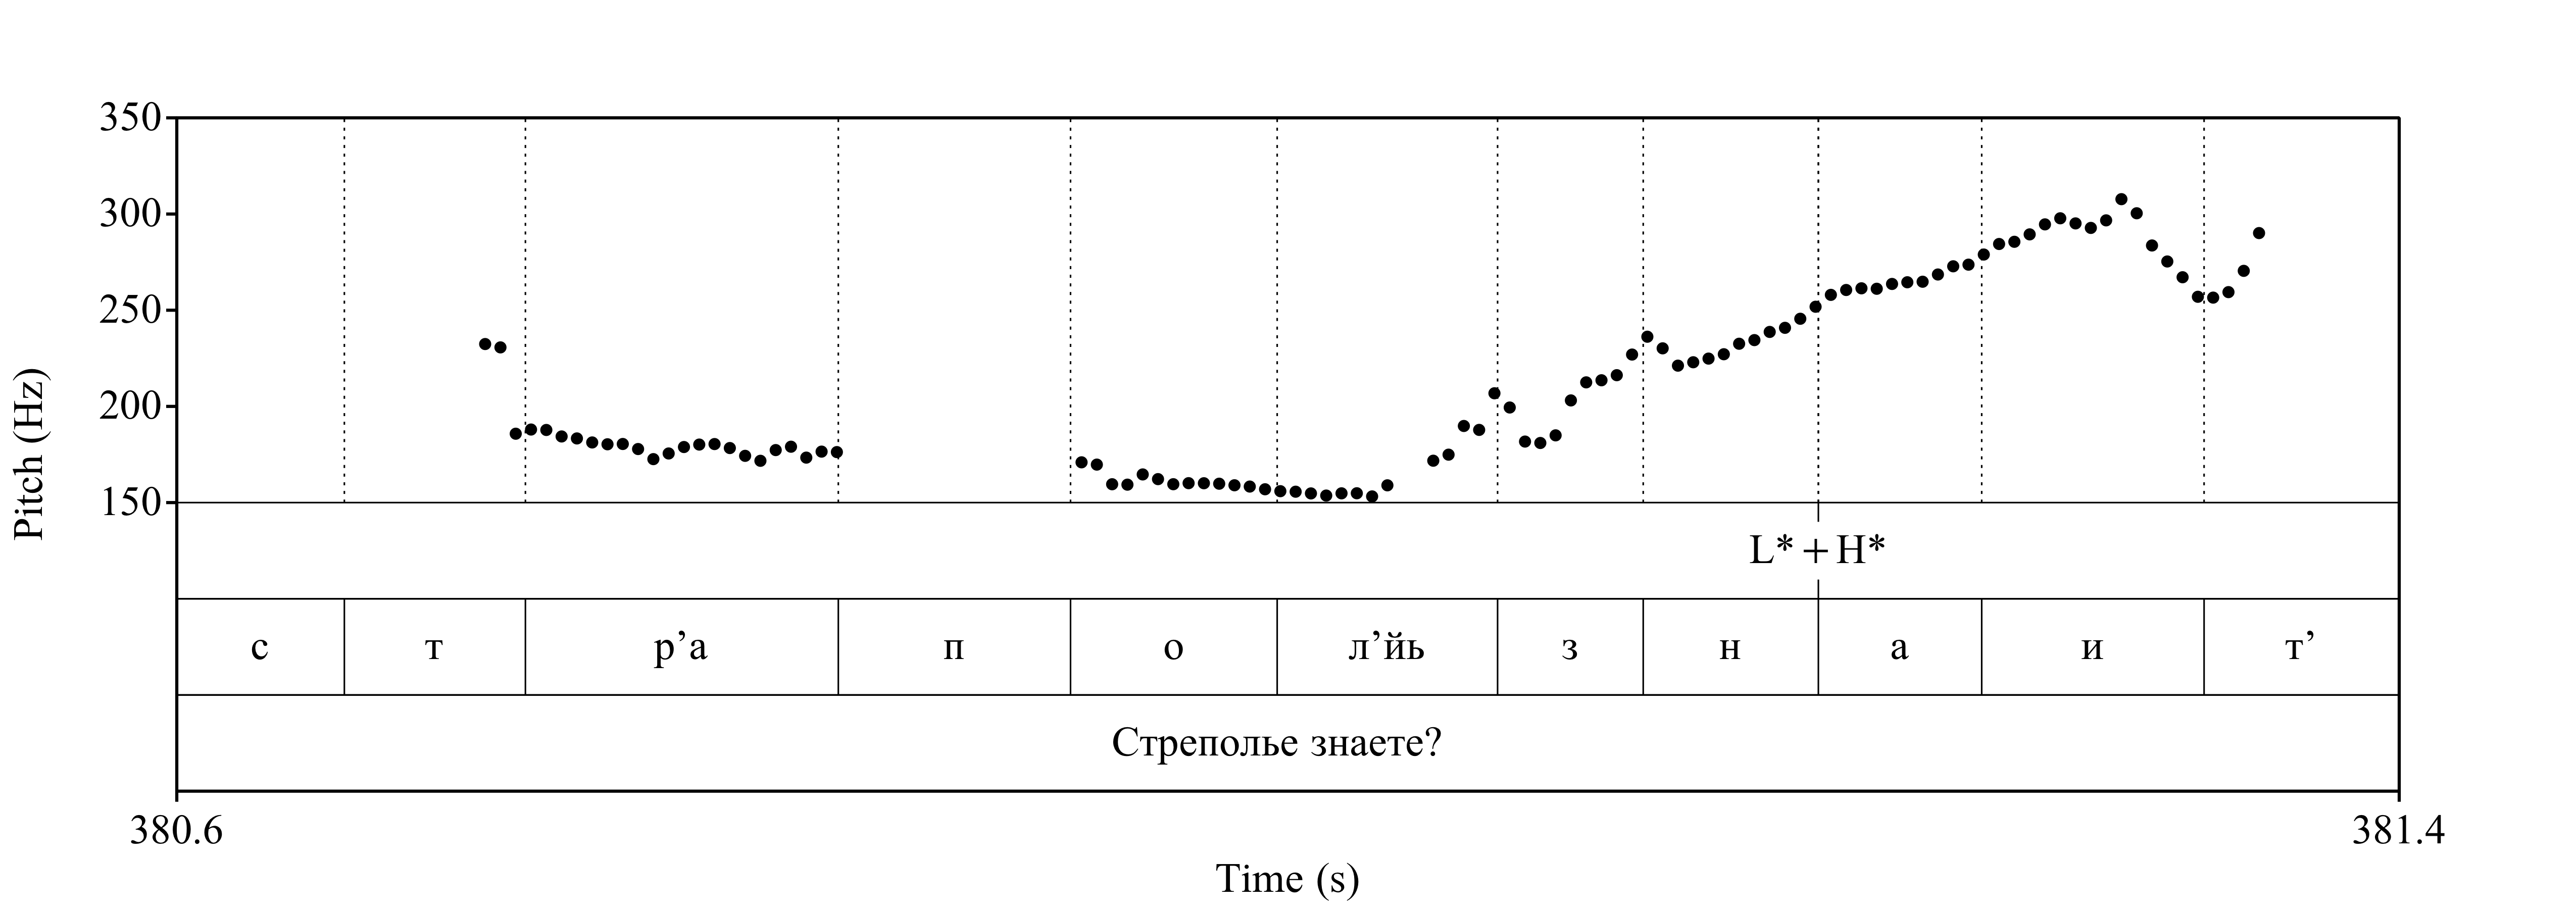 350
300
250
200
150
Pitch (Hz)
L* + H*
с т р’а п о л’йь з н а и т’
Стреполье знаете?
380.6 381.4
Time (s)